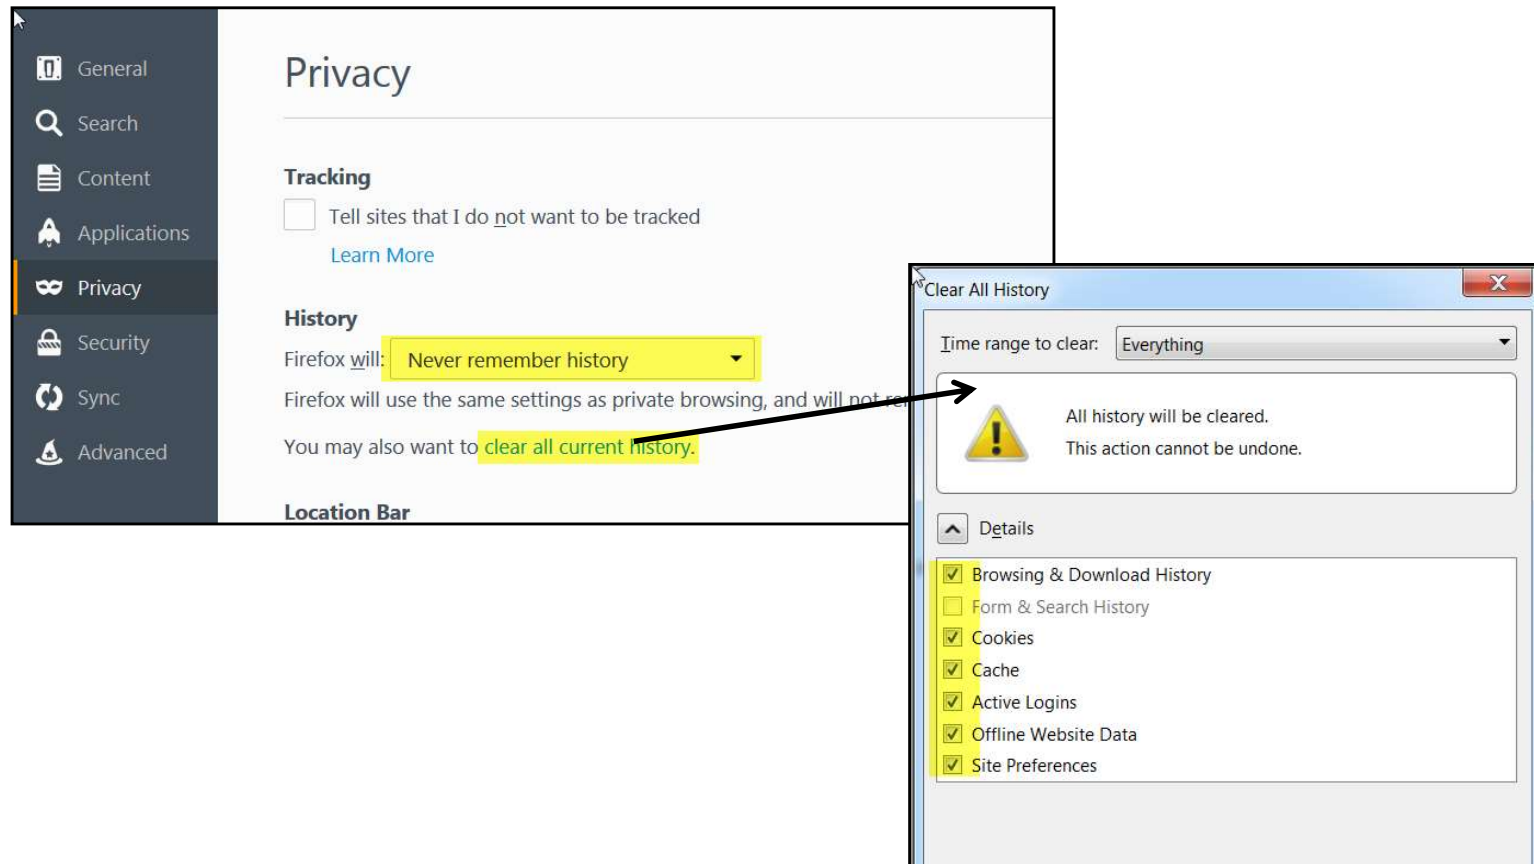 General
Search
Content
Applications
Privacy
Security
Sync
Advanced
Privacy
Tracking
Tell sites that I do not want to be tracked
Learn More
History
Firefox will: Never remember history
Firefox will use the same settings as private browsing, and will not
You may also want to clear all current history.
Location Bar
Clear All History
Time range to clear: Everything
All history will be cleared.
This action cannot be undone.
Details
Browsing & Download History
Form & Search History
Cookies
Cache
Active Logins
Offline Website Data
Site Preferences